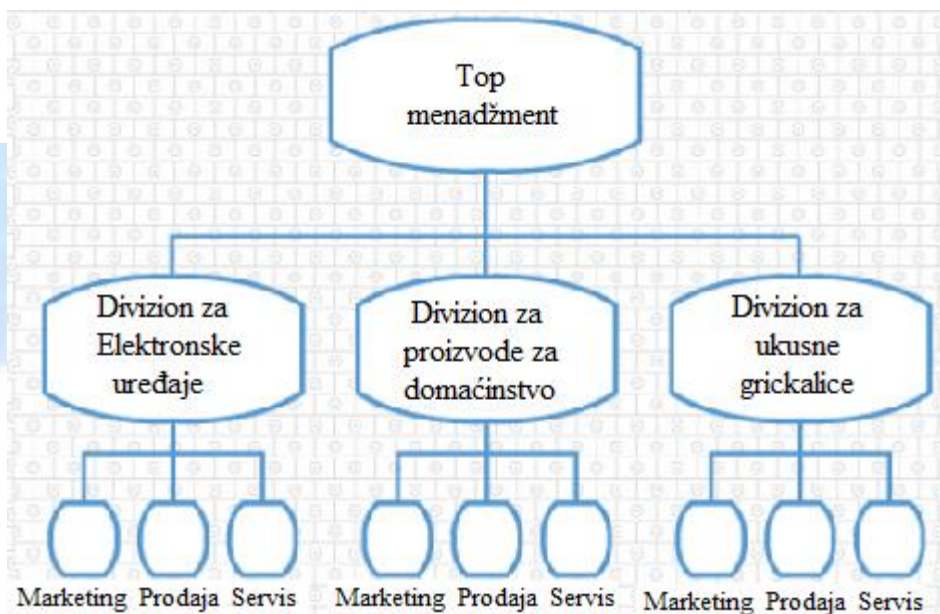 Top
menadžment
Divizion za
Elektronske
uređaje
Divizion za
proizvode za
domaćinstvo
Divizion za
ukusne
grickalice
Marketing Prodaja Servis
Marketing Prodaja Servis
Marketing Prodaja Servis